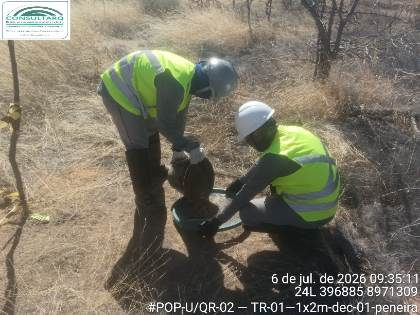 CONSULTARQ
6 de jul. de 2026 09:35:11
24L 396885 8971309
#POP-U/QR-02 – TR-01–1x2m-dec-01-peneira